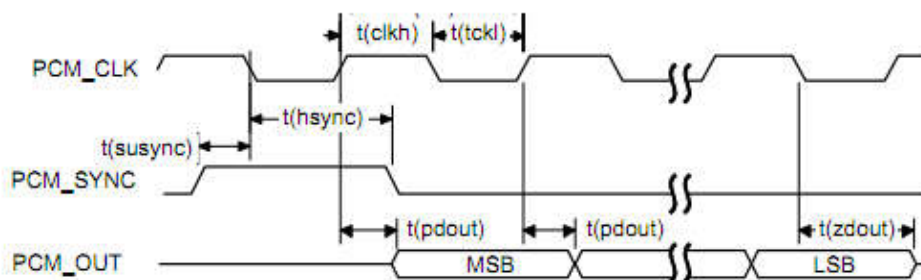 t(clkh) t(tckl)
PCM_CLK
t(hsync)
t(susync)
PCM_SYNC
t(pdout) t(pdout) t(zdout)
PCM_OUT MSB LSB